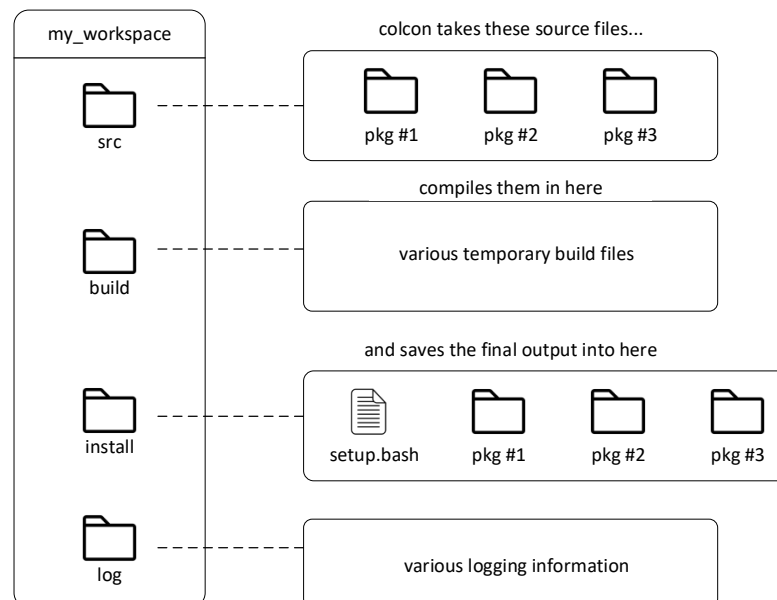 my_workspace
colcon takes these source files...
src
pkg #1
pkg #2
pkg #3
compiles them in here
build
various temporary build files
and saves the final output into here
install
setup.bash
pkg #1
pkg #2
pkg #3
log
various logging information